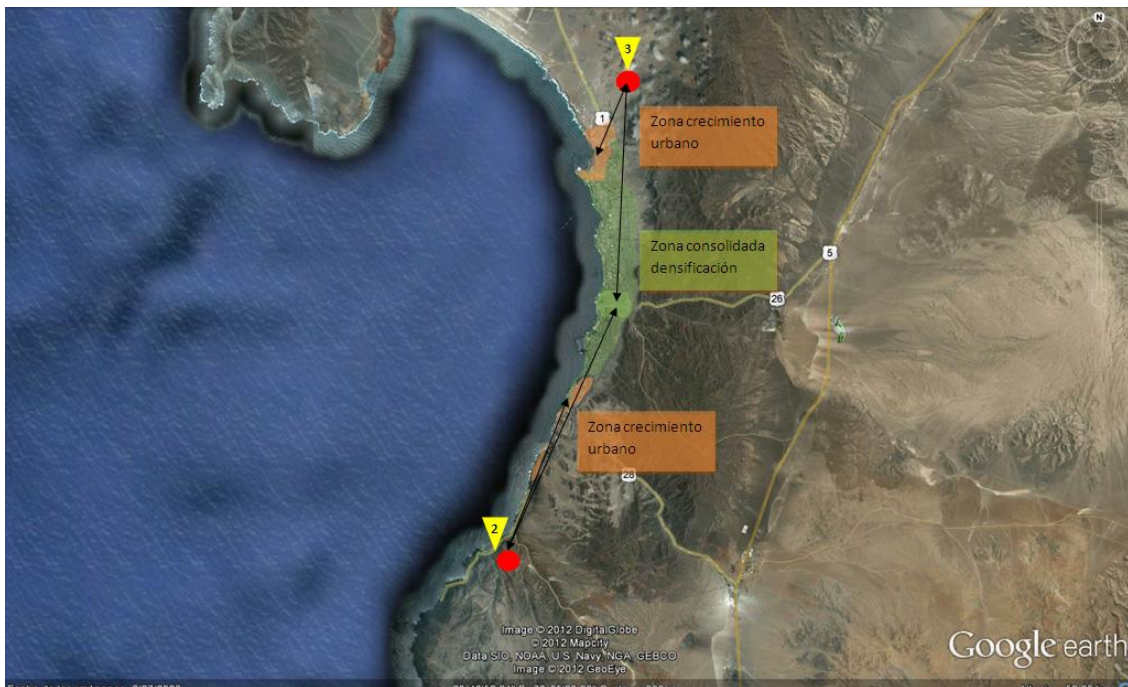 N
3
1
Zona crecimiento
urbano
Zona consolidada
densificación
5
26
Zona crecimiento
urbano
28
2
Image © 2012 DigitalGlobe
© 2012 Mapcity
Data SIO, NOAA, U.S. Navy, NGA, GEBCO
Image © 2012 GeoEye
Google earth